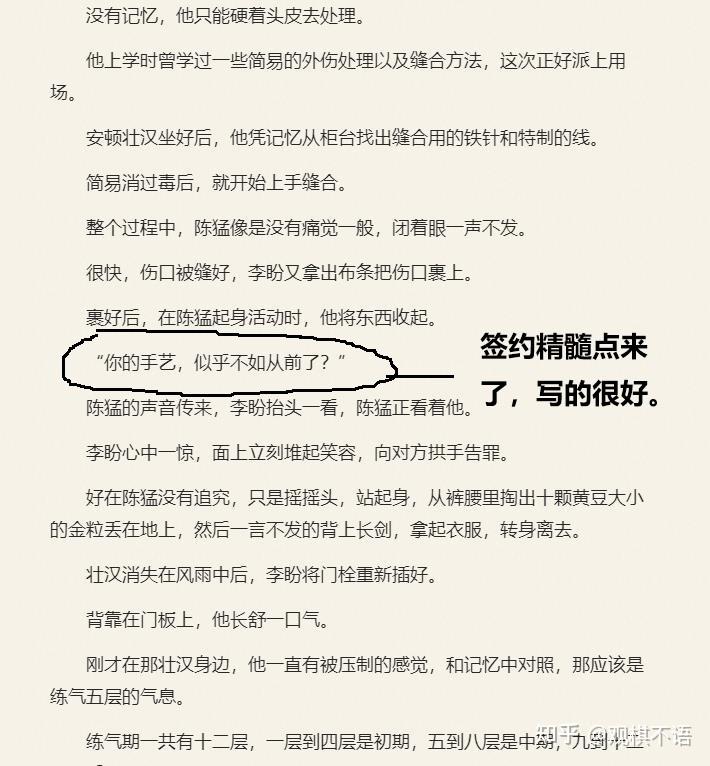 没有记忆，他只能硬着头皮去处理。
他上学时曾学过一些简易的外伤处理以及缝合方法，这次正好派上用
场。
安顿壮汉坐好后，他凭记忆从柜台找出缝合用的铁针和特制的线。
简易消过毒后，就开始上手缝合。
整个过程中，陈猛像是没有痛觉一般，闭着眼一声不发。
很快，伤口被缝好，李盼又拿出布条把伤口裹上。
裹好后，在陈猛起身活动时，他将东西收起。
“你的手艺，似乎不如从前了？”
签约精髓点来
了，写的很好。
陈猛的声音传来，李盼抬头一看，陈猛正看着他。
李盼心中一惊，面上立刻堆起笑容，向对方拱手告罪。
好在陈猛没有追究，只是摇摇头，站起身，从裤腰里掏出十颗黄豆大小
的金粒丢在地上，然后一言不发的背上长剑，拿起衣服，转身离去。
壮汉消失在风雨中后，李盼将门栓重新插好。
背靠在门板上，他长舒一口气。
刚才在那壮汉身边，他一直有被压制的感觉，和记忆中对照，那应该是
练气五层的气息。
练气期一共有十二层，一层到四层是初期，五到八层是中期，九到十二
知乎 @观棋不语